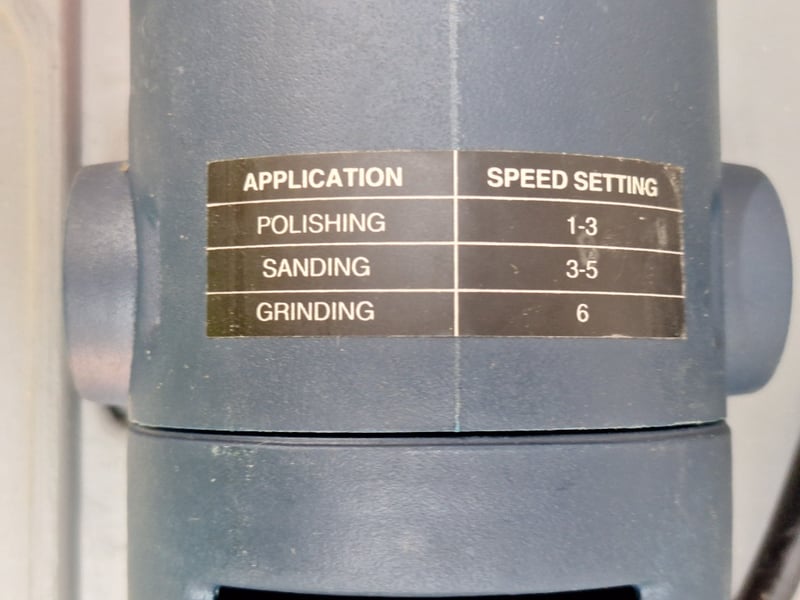 APPLICATION SPEED SETTING
POLISHING 1-3
SANDING 3-5
GRINDING 6